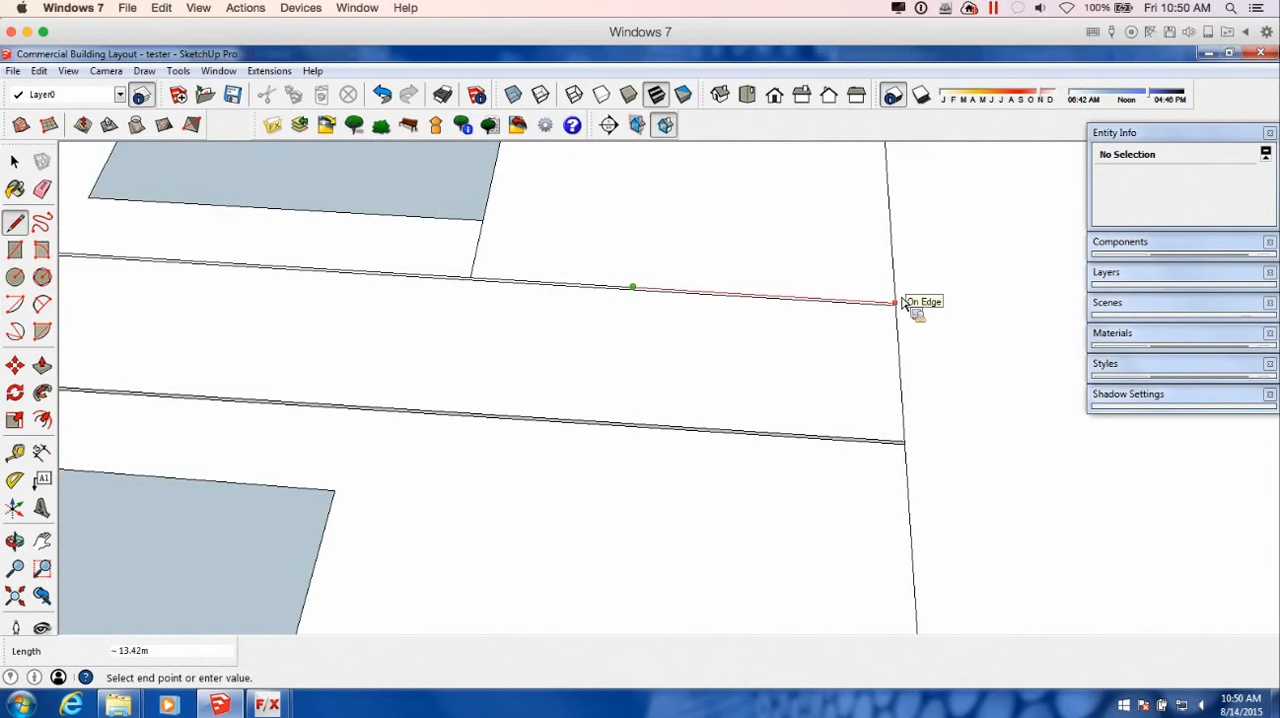 Windows 7 File Edit View Actions Devices Window Help 100% Fri 10:50 AM
Windows 7
Commercial Building Layout - tester - SketchUp Pro
File Edit View Camera Draw Tools Window Extensions Help
Layer0
J F M A M J J A S O N D 06:42 AM Noon 04:46 PM
Entity Info
No Selection
Components
Layers
On Edge
Scenes
Materials
Styles
Shadow Settings
A1
Length ~ 13.42m
Select end point or enter value.
F/X
10:50 AM
8/14/2015